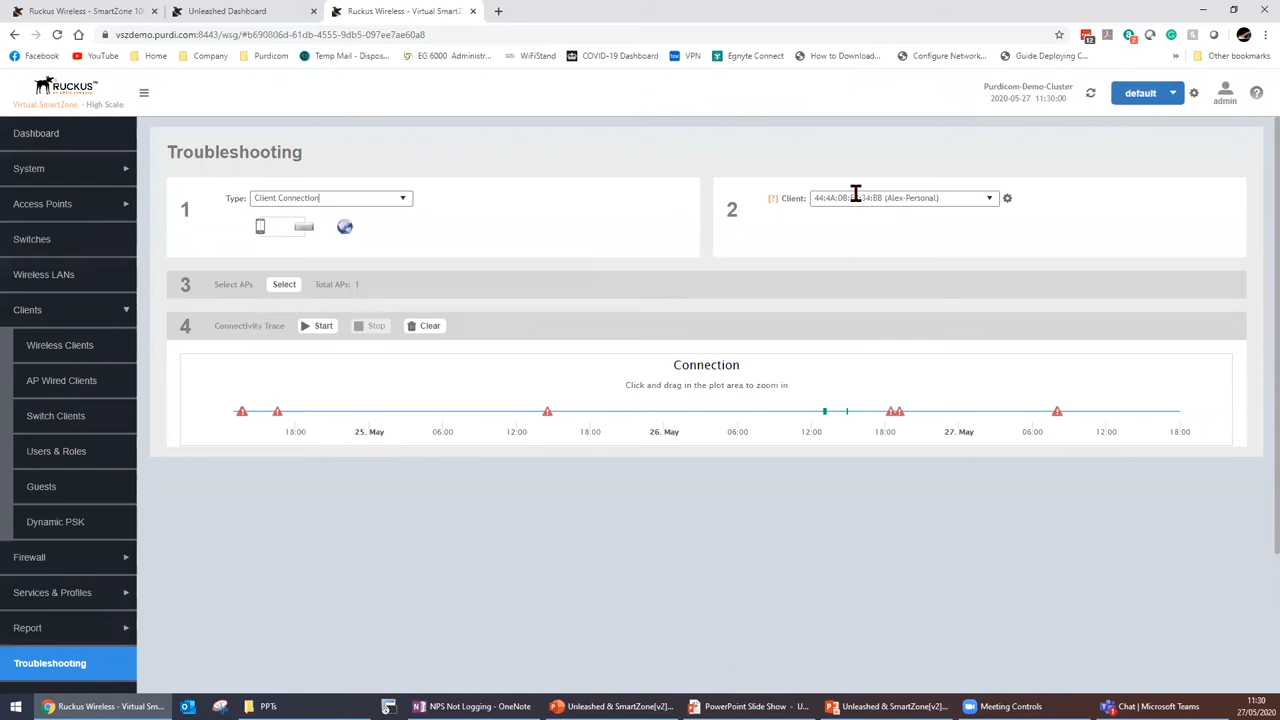 Ruckus Wireless - SmartZone 10
Unleashed Dashboard
Ruckus Wireless - Virtual SmartZ
vszdemo.purdi.com:8443/wsg/#b690806d-61db-4555-9db5-097ee7ae60a8
Facebook
YouTube
Home
Company
Purdicom
Temp Mail - Dispos...
EG 6000 Administr...
WiFiStand
COVID-19 Dashboard
VPN
Egnyte Connect
How to Download...
Configure Network...
Guide Deploying C...
Other bookmarks
RUCKUS
Virtual SmartZone - High Scale
Purdicom-Demo-Cluster
2020-05-27 11:30:00
default
admin
Dashboard
System
Access Points
Switches
Wireless LANs
Clients
Wireless Clients
AP Wired Clients
Switch Clients
Users & Roles
Guests
Dynamic PSK
Firewall
Services & Profiles
Report
Troubleshooting
Troubleshooting
1
Type: Client Connection
2
[?] Client: (Alex-Personal)
3 Select APs Select Total APs: 1
4 Connectivity Trace Start Stop Clear
Connection
Click and drag in the plot area to zoom in
18:00 25. May 06:00 12:00 18:00 26. May 06:00 12:00 18:00 27. May 06:00 12:00 18:00
Ruckus Wireless - Virtual Sm...
PPTs
NPS Not Logging - OneNote
Unleashed & SmartZone[v2]...
PowerPoint Slide Show - U...
Unleashed & SmartZone[v2]...
Meeting Controls
Chat | Microsoft Teams
11:30
27/05/2020